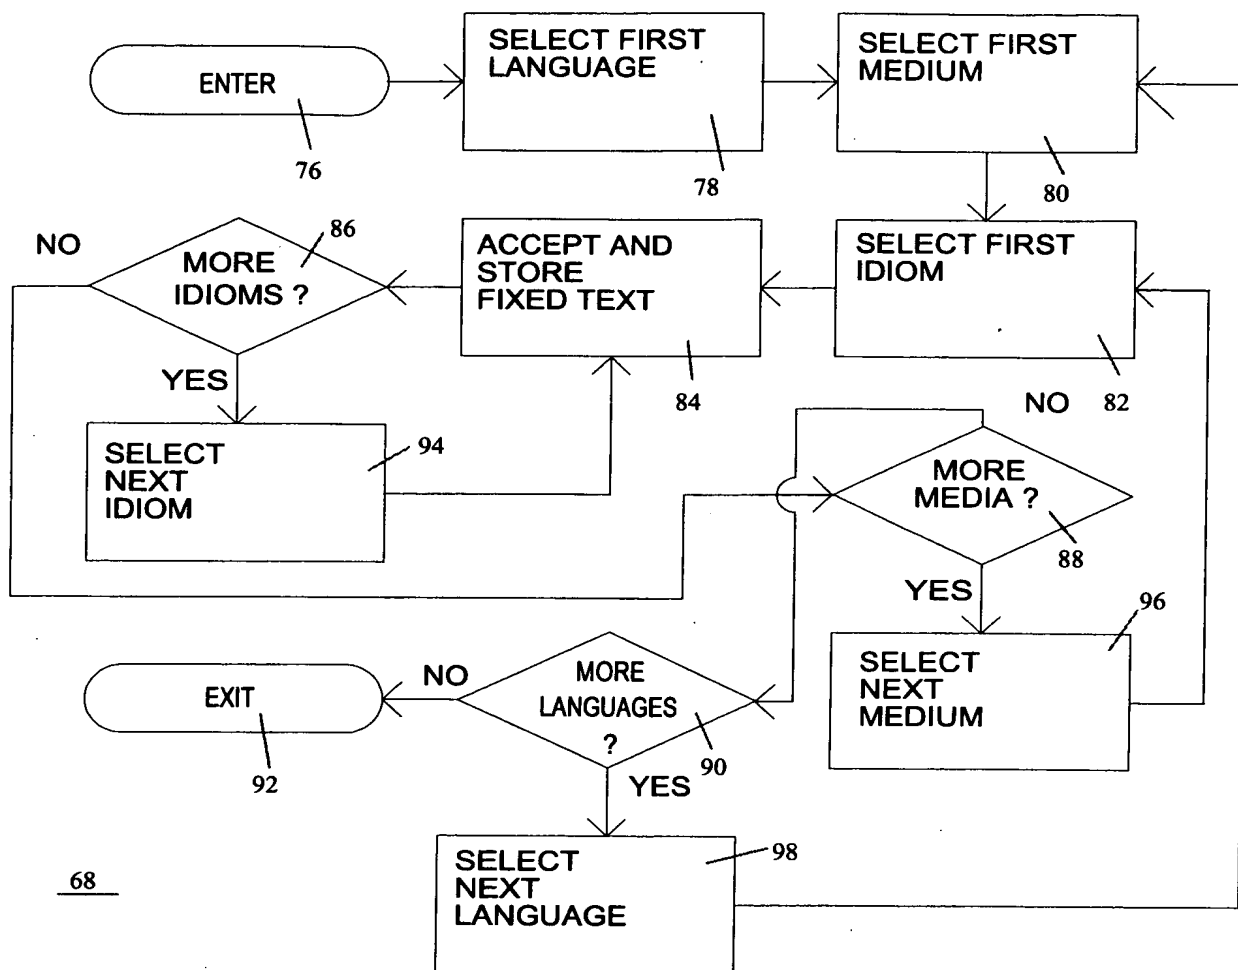 ENTER
76
SELECT FIRST
LANGUAGE
78
SELECT FIRST
MEDIUM
80
NO
86
MORE
IDIOMS ?
YES
ACCEPT AND
STORE
FIXED TEXT
84
SELECT FIRST
IDIOM
82
SELECT
NEXT
IDIOM
94
NO
MORE
MEDIA ?
88
YES
96
SELECT
NEXT
MEDIUM
EXIT
92
NO
MORE
LANGUAGES
?
90
YES
98
SELECT
NEXT
LANGUAGE
68